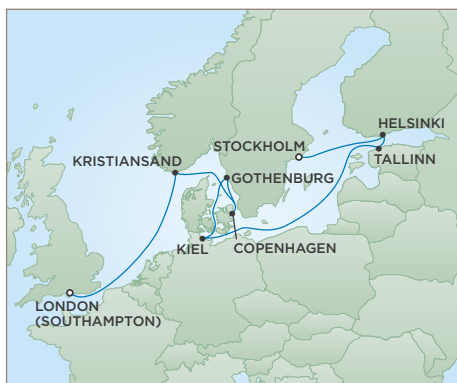 HELSINKI
STOCKHOLM
TALLINN
KRISTIANSAND
GOTHENBURG
KIEL
COPENHAGEN
LONDON
(SOUTHAMPTON)